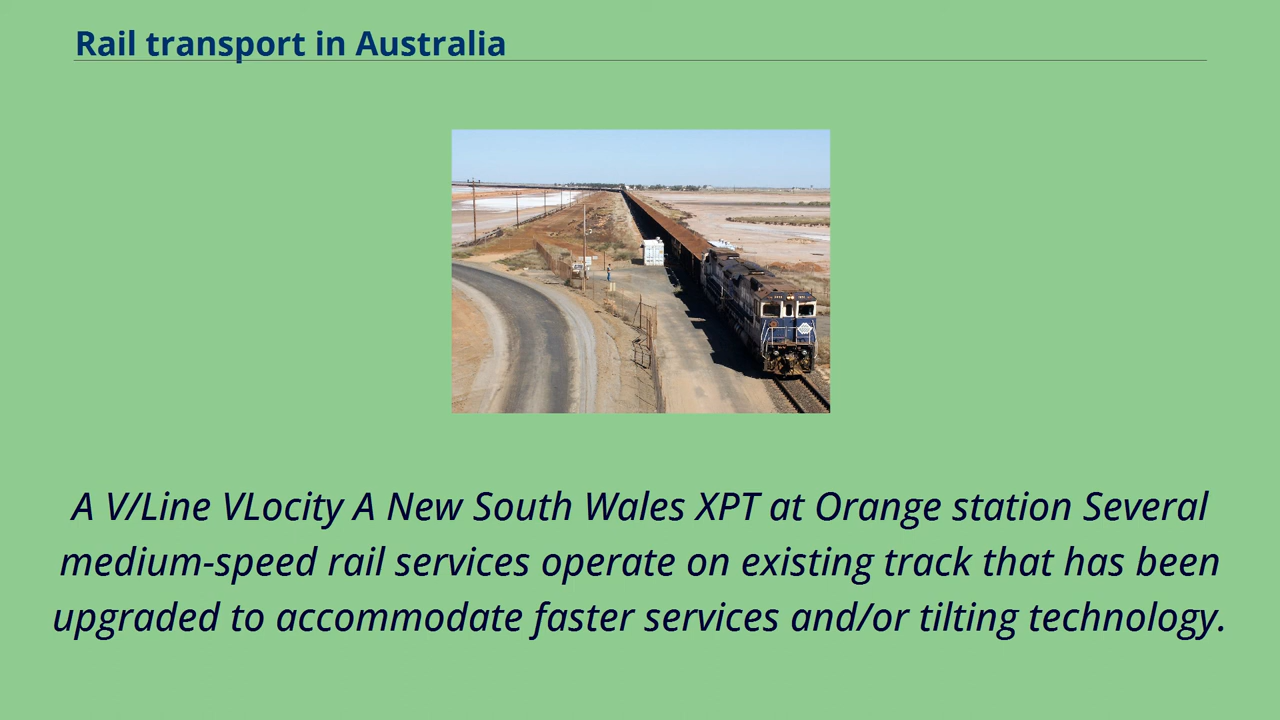 Rail transport in Australia
A V/Line VLocity A New South Wales XPT at Orange station Several
medium-speed rail services operate on existing track that has been
upgraded to accommodate faster services and/or tilting technology.